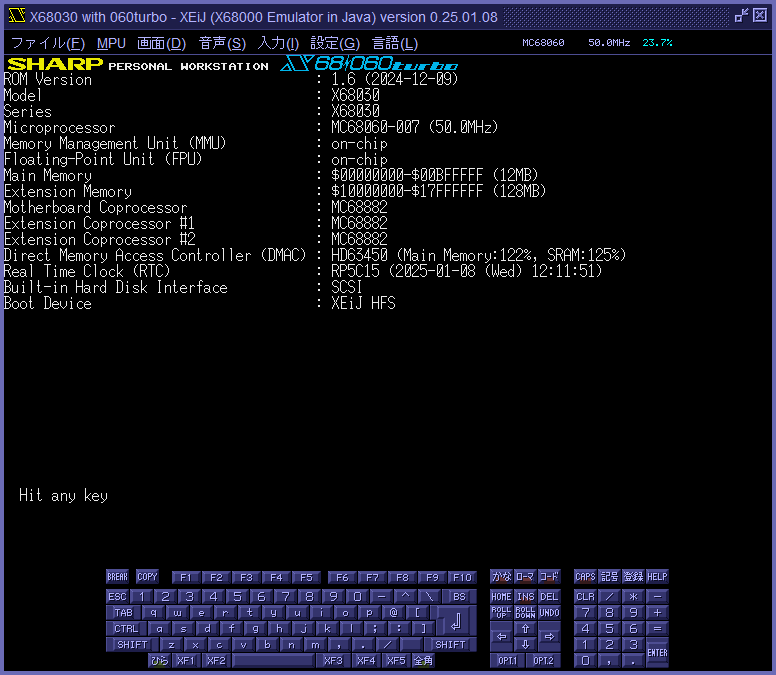 X68030 with 060turbo - XEiJ (X68000 Emulator in Java) version 0.25.01.08
ファイル(F) MPU 画面(D) 音声(S) 入力(I) 設定(G) 言語(L) MC68060 50.0MHz 23.7%
SHARP PERSONAL WORKSTATION X68060turbo
ROM Version : 1.6 (2024-12-09)
Model : X68030
Series : X68030
Microprocessor : MC68060-007 (50.0MHz)
Memory Management Unit (MMU) : on-chip
Floating-Point Unit (FPU) : on-chip
Main Memory : $00000000-$00BFFFFF (12MB)
Extension Memory : $10000000-$17FFFFFF (128MB)
Motherboard Coprocessor : MC68882
Extension Coprocessor #1 : MC68882
Extension Coprocessor #2 : MC68882
Direct Memory Access Controller (DMAC) : HD63450 (Main Memory:122%, SRAM:125%)
Real Time Clock (RTC) : RP5C15 (2025-01-08 (Wed) 12:11:51)
Built-in Hard Disk Interface : SCSI
Boot Device : XEiJ HFS
Hit any key
BREAK COPY F1 F2 F3 F4 F5 F6 F7 F8 F9 F10 かな ローマ コード CAPS 記号 登録 HELP
ESC 1 2 3 4 5 6 7 8 9 0 - ^ \ BS HOME INS DEL CLR / * -
TAB q w e r t y u i o p @ [ ROLL UP ROLL DOWN UNDO 7 8 9 +
CTRL a s d f g h j k l ; : ] ⇦ ⇧ ⇨ 4 5 6 =
SHIFT z x c v b n m , . / SHIFT ⇩ 1 2 3 ENTER
ひら XF1 XF2 XF3 XF4 XF5 全角 OPT.1 OPT.2 0 , .